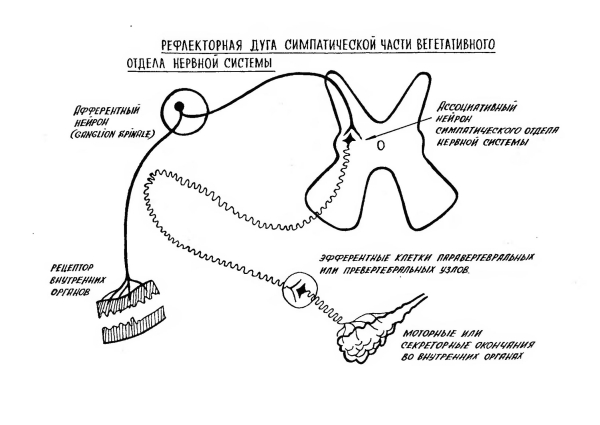 РЕФЛЕКТОРНАЯ ДУГА СИМПАТИЧЕСКОЙ ЧАСТИ ВЕГЕТАТИВНОГО
ОТДЕЛА НЕРВНОЙ СИСТЕМЫ
АФФЕРЕНТНЫЙ
НЕЙРОН
(GANGLION SPINALE)
АССОЦИАТИВНЫЙ
НЕЙРОН
СИМПАТИЧЕСКОГО ОТДЕЛА
НЕРВНОЙ СИСТЕМЫ
РЕЦЕПТОР
ВНУТРЕННИХ
ОРГАНОВ
ЭФФЕРЕНТНЫЕ КЛЕТКИ ПАРАВЕРТЕВРАЛЬНЫХ
ИЛИ ПРЕВЕРТЕБРАЛЬНЫХ УЗЛОВ.
МОТОРНЫЕ ИЛИ
СЕКРЕТОРНЫЕ ОКОНЧАНИЯ
ВО ВНУТРЕННИХ ОРГАНАХ